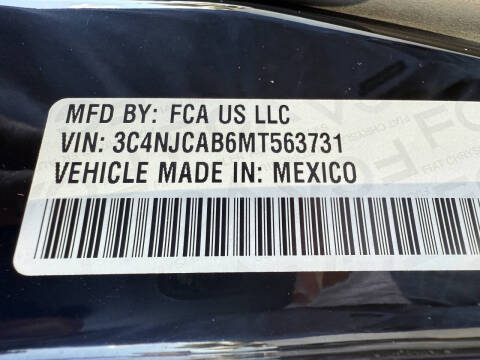 MFD BY: FCA US LLC
VIN: 3C4NJCAB6MT563731
VEHICLE MADE IN: MEXICO